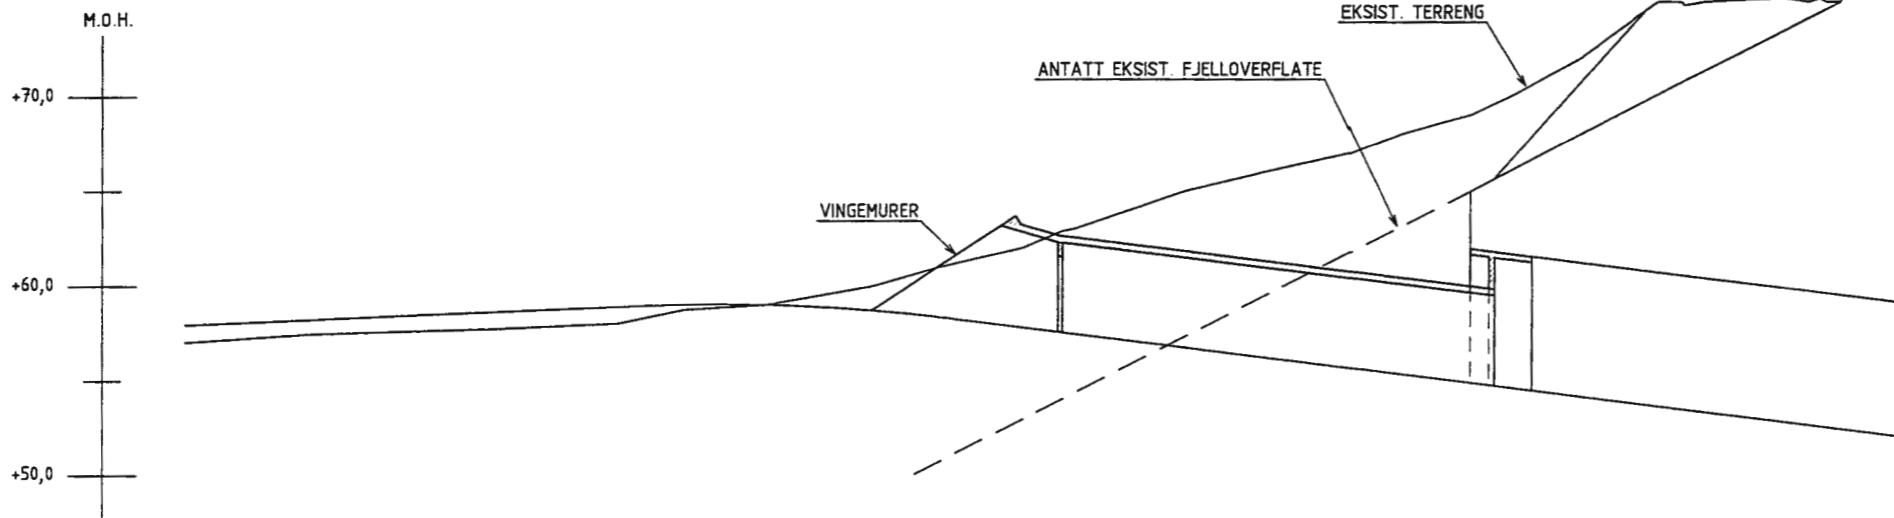 M.O.H.
EKSIST. TERRENG
ANTATT EKSIST. FJELLOVERFLATE
+70,0
VINGEMURER
+60,0
+50,0